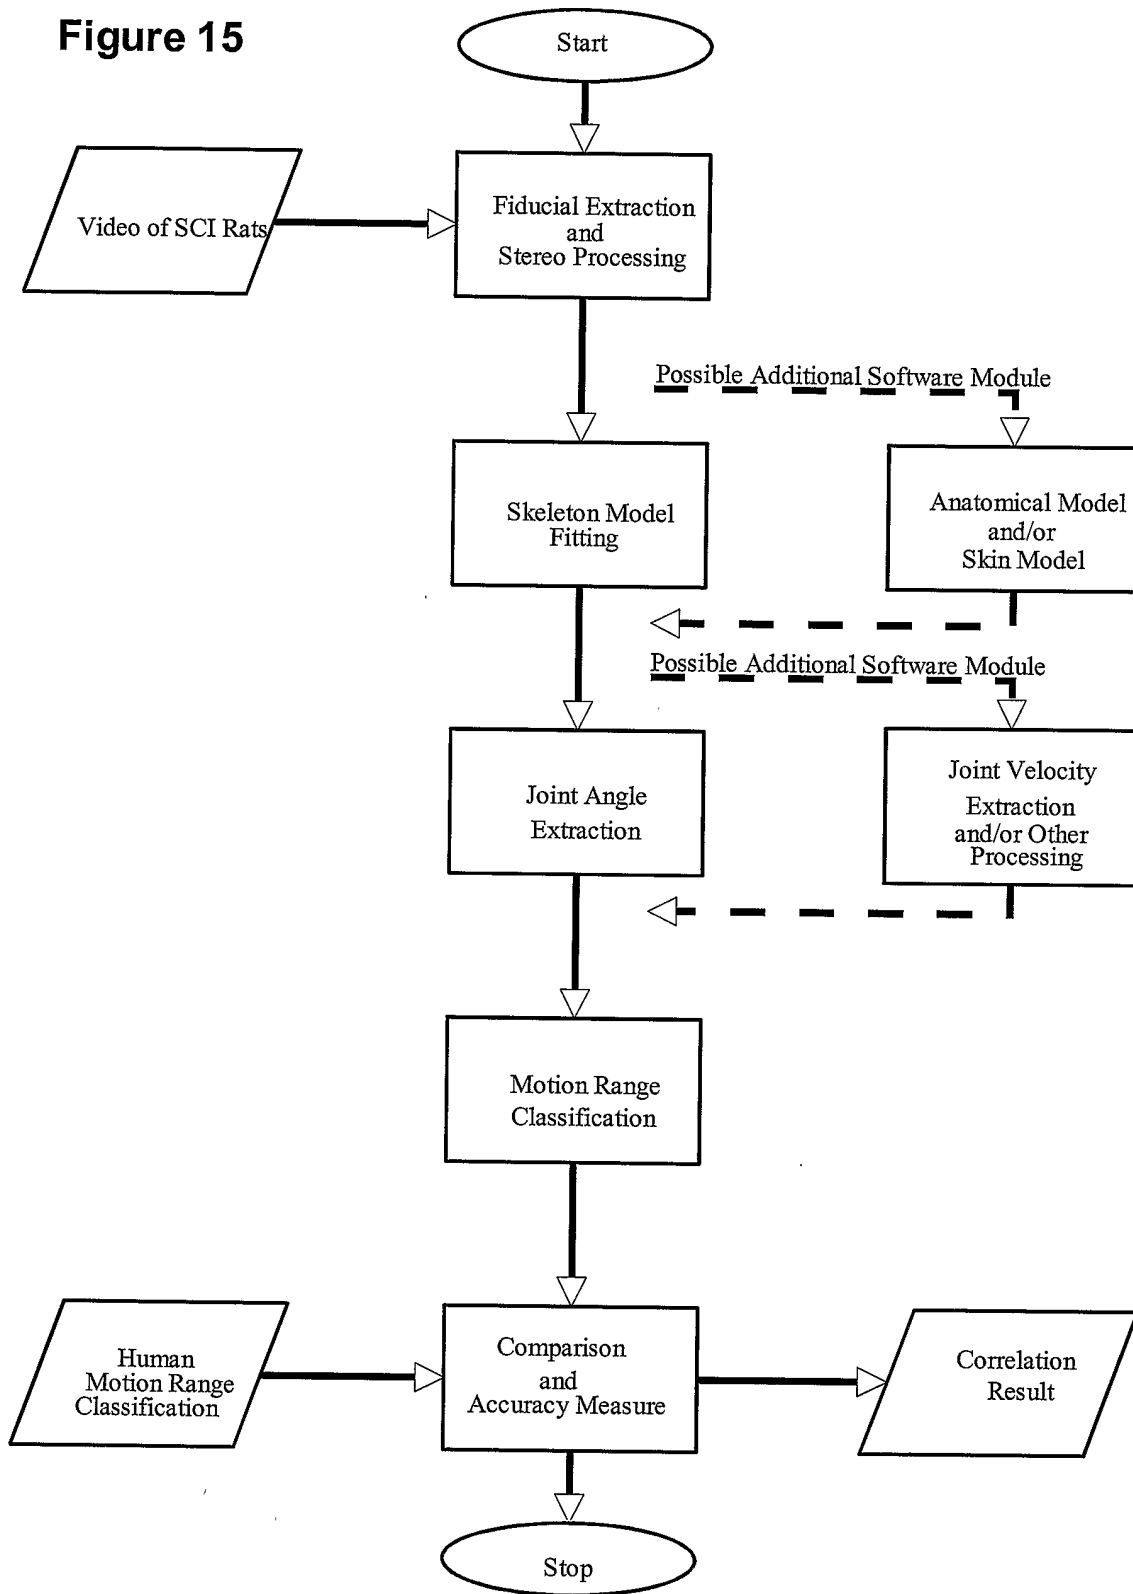 Figure 15
Start
Video of SCI Rats
Fiducial Extraction
and
Stereo Processing
Possible Additional Software Module
Skeleton Model
Fitting
Anatomical Model
and/or
Skin Model
Possible Additional Software Module
Joint Angle
Extraction
Joint Velocity
Extraction
and/or Other
Processing
Motion Range
Classification
Human
Motion Range
Classification
Comparison
and
Accuracy Measure
Correlation
Result
Stop